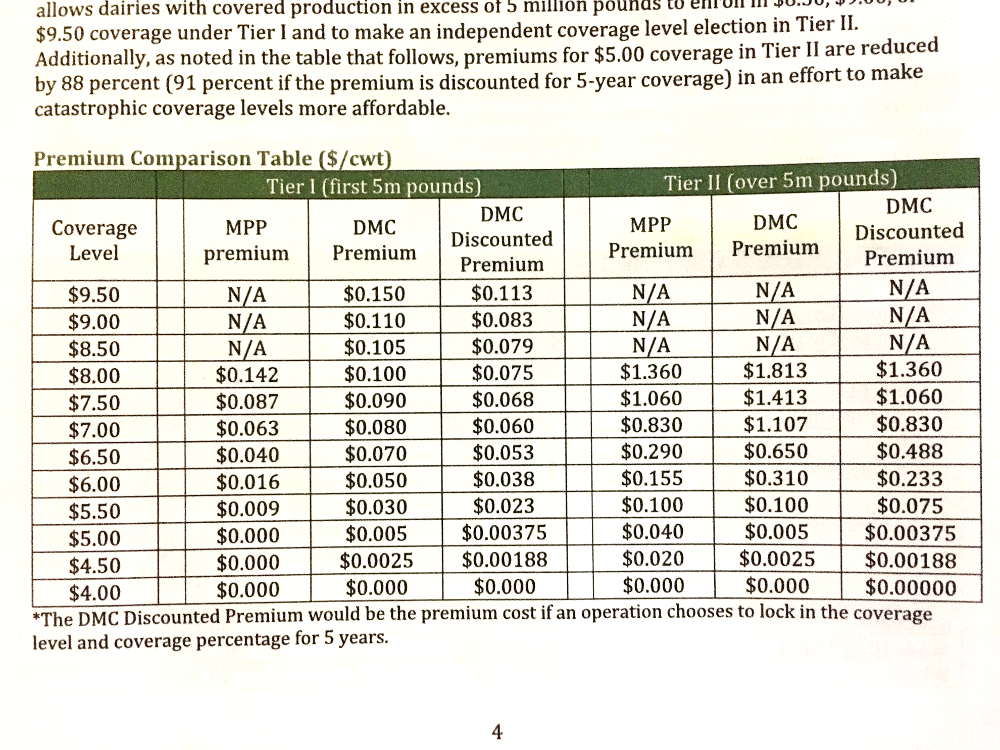 allows dairies with covered production in excess of 5 million pounds to enroll in $8.50, $9.00, or
$9.50 coverage under Tier I and to make an independent coverage level election in Tier II.
Additionally, as noted in the table that follows, premiums for $5.00 coverage in Tier II are reduced
by 88 percent (91 percent if the premium is discounted for 5-year coverage) in an effort to make
catastrophic coverage levels more affordable.
Premium Comparison Table ($/cwt)
Tier I (first 5m pounds) Tier II (over 5m pounds)
Coverage Level MPP premium DMC Premium DMC Discounted Premium MPP Premium DMC Premium DMC Discounted Premium
$9.50 N/A $0.150 $0.113 N/A N/A N/A
$9.00 N/A $0.110 $0.083 N/A N/A N/A
$8.50 N/A $0.105 $0.079 N/A N/A N/A
$8.00 $0.142 $0.100 $0.075 $1.360 $1.813 $1.360
$7.50 $0.087 $0.090 $0.068 $1.060 $1.413 $1.060
$7.00 $0.063 $0.080 $0.060 $0.830 $1.107 $0.830
$6.50 $0.040 $0.070 $0.053 $0.290 $0.650 $0.488
$6.00 $0.016 $0.050 $0.038 $0.155 $0.310 $0.233
$5.50 $0.009 $0.030 $0.023 $0.100 $0.100 $0.075
$5.00 $0.000 $0.005 $0.00375 $0.040 $0.005 $0.00375
$4.50 $0.000 $0.0025 $0.00188 $0.020 $0.0025 $0.00188
$4.00 $0.000 $0.000 $0.000 $0.000 $0.000 $0.00000
*The DMC Discounted Premium would be the premium cost if an operation chooses to lock in the coverage
level and coverage percentage for 5 years.
4